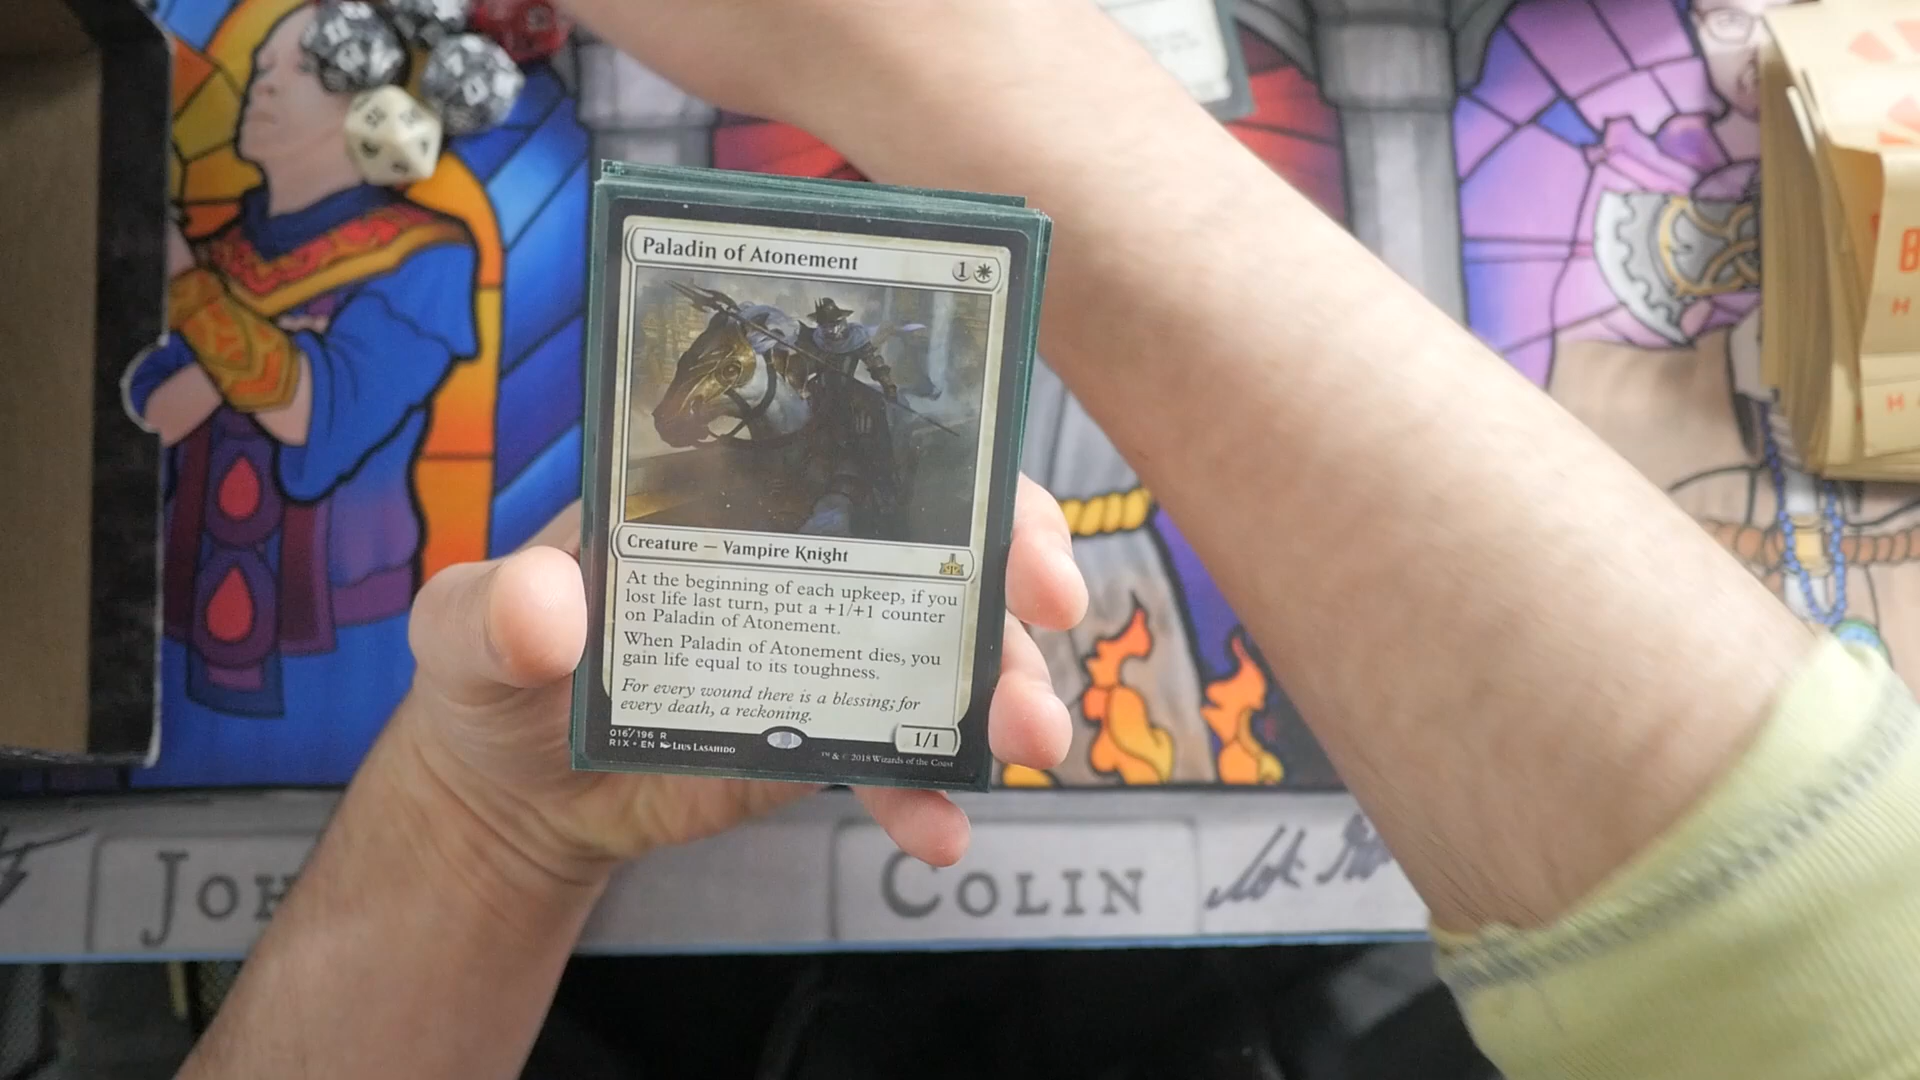 Paladin of Atonement
1
Creature — Vampire Knight
At the beginning of each upkeep, if you
lost life last turn, put a +1/+1 counter
on Paladin of Atonement.
When Paladin of Atonement dies, you
gain life equal to its toughness.
For every wound there is a blessing; for
every death, a reckoning.
1/1
016/196 R
RIX • EN Lius Lasahido
™ & © 2018 Wizards of the Coast
Colin